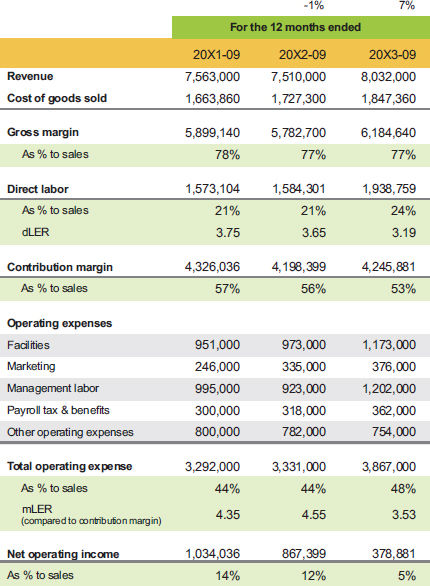 -1% 7%
For the 12 months ended
20X1-09 20X2-09 20X3-09
Revenue 7,563,000 7,510,000 8,032,000
Cost of goods sold 1,663,860 1,727,300 1,847,360
Gross margin 5,899,140 5,782,700 6,184,640
As % to sales 78% 77% 77%
Direct labor 1,573,104 1,584,301 1,938,759
As % to sales 21% 21% 24%
dLER 3.75 3.65 3.19
Contribution margin 4,326,036 4,198,399 4,245,881
As % to sales 57% 56% 53%
Operating expenses
Facilities 951,000 973,000 1,173,000
Marketing 246,000 335,000 376,000
Management labor 995,000 923,000 1,202,000
Payroll tax & benefits 300,000 318,000 362,000
Other operating expenses 800,000 782,000 754,000
Total operating expense 3,292,000 3,331,000 3,867,000
As % to sales 44% 44% 48%
mLER 4.35 4.55 3.53
(compared to contribution margin)
Net operating income 1,034,036 867,399 378,881
As % to sales 14% 12% 5%